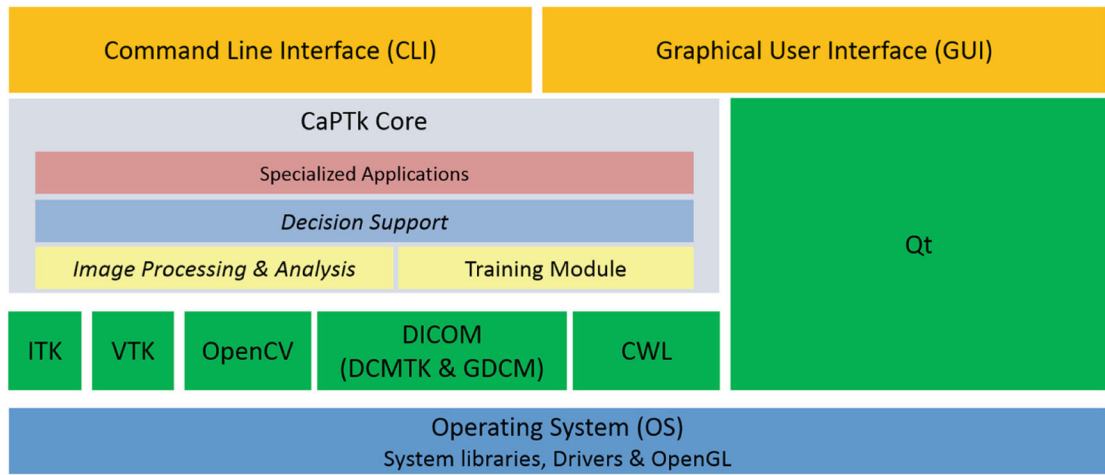 Command Line Interface (CLI)
Graphical User Interface (GUI)
CaPTk Core
Specialized Applications
Decision Support
Image Processing & Analysis
Training Module
Qt
ITK
VTK
OpenCV
DICOM
(DCMTK & GDCM)
CWL
Operating System (OS)
System libraries, Drivers & OpenGL